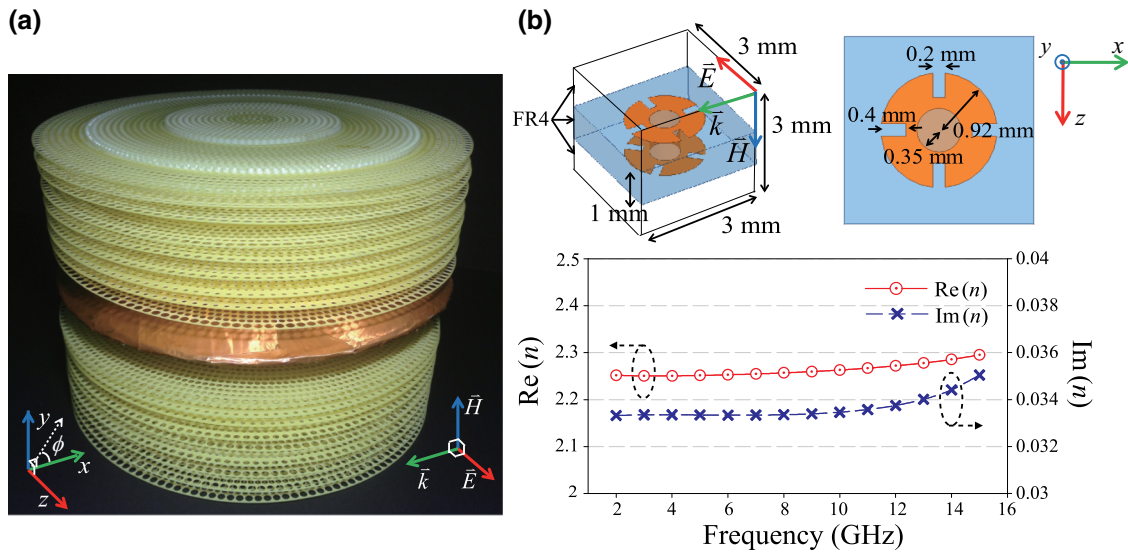 (a)
y
ϕ
x
z
H⃗
k⃗
E⃗
(b)
3 mm
E⃗
FR4
k⃗
3 mm
H⃗
1 mm
3 mm
0.2 mm
y
x
0.4 mm
0.92 mm
z
0.35 mm
2.5
2.4
2.3
2.2
2.1
2
Re (n)
Re (n)
Im (n)
0.04
0.038
0.036
0.034
0.032
0.03
Im (n)
2 4 6 8 10 12 14 16
Frequency (GHz)